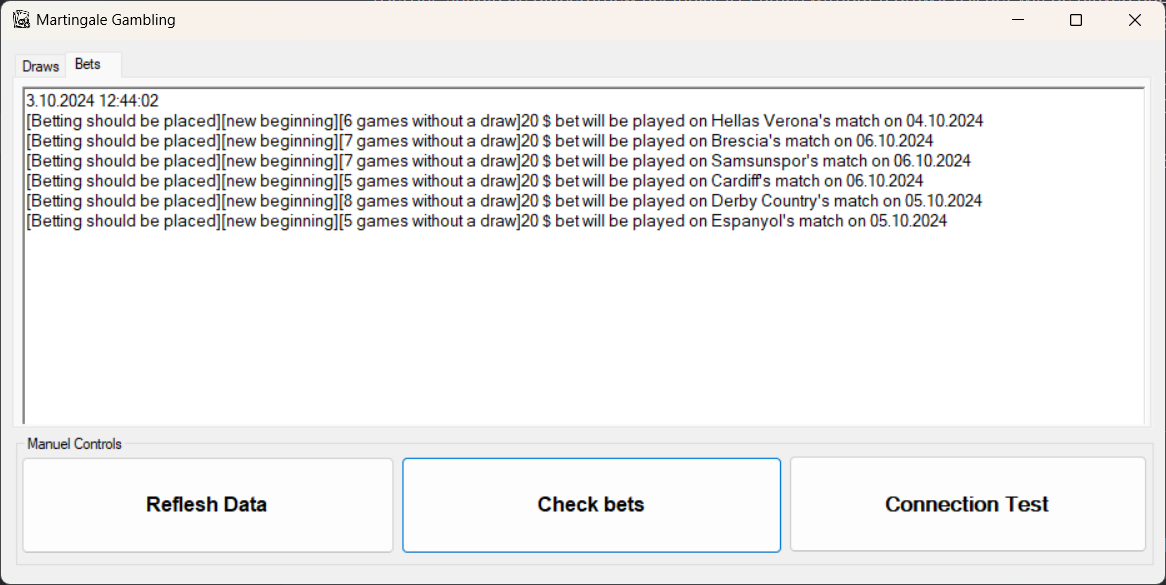 Martingale Gambling
Draws
Bets
3.10.2024 12:44:02
[Betting should be placed][new beginning][6 games without a draw]20 $ bet will be played on Hellas Verona's match on 04.10.2024
[Betting should be placed][new beginning][7 games without a draw]20 $ bet will be played on Brescia's match on 06.10.2024
[Betting should be placed][new beginning][7 games without a draw]20 $ bet will be played on Samsunspor's match on 06.10.2024
[Betting should be placed][new beginning][5 games without a draw]20 $ bet will be played on Cardiff's match on 06.10.2024
[Betting should be placed][new beginning][8 games without a draw]20 $ bet will be played on Derby Country's match on 05.10.2024
[Betting should be placed][new beginning][5 games without a draw]20 $ bet will be played on Espanyol's match on 05.10.2024
Manuel Controls
Reflesh Data
Check bets
Connection Test